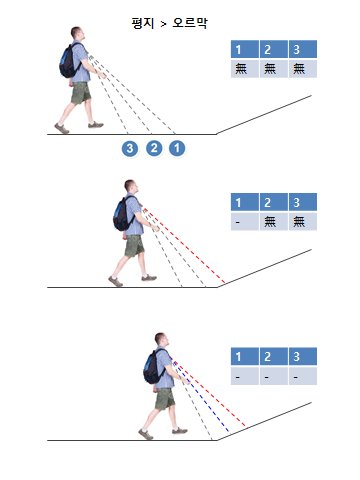 평지 > 오르막
1 2 3
無 無 無
3 2 1
1 2 3
- 無 無
1 2 3
- - -